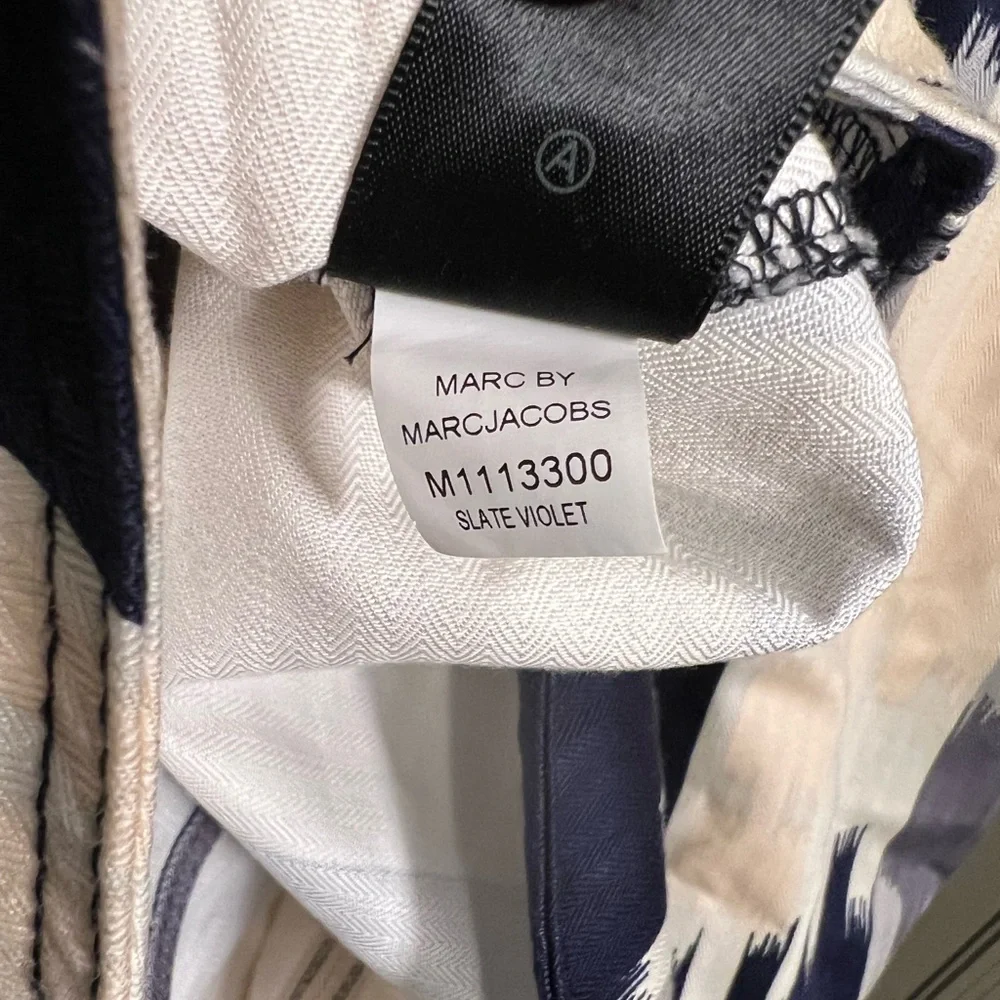 A
MARC BY
MARCJACOBS
M1113300
SLATE VIOLET